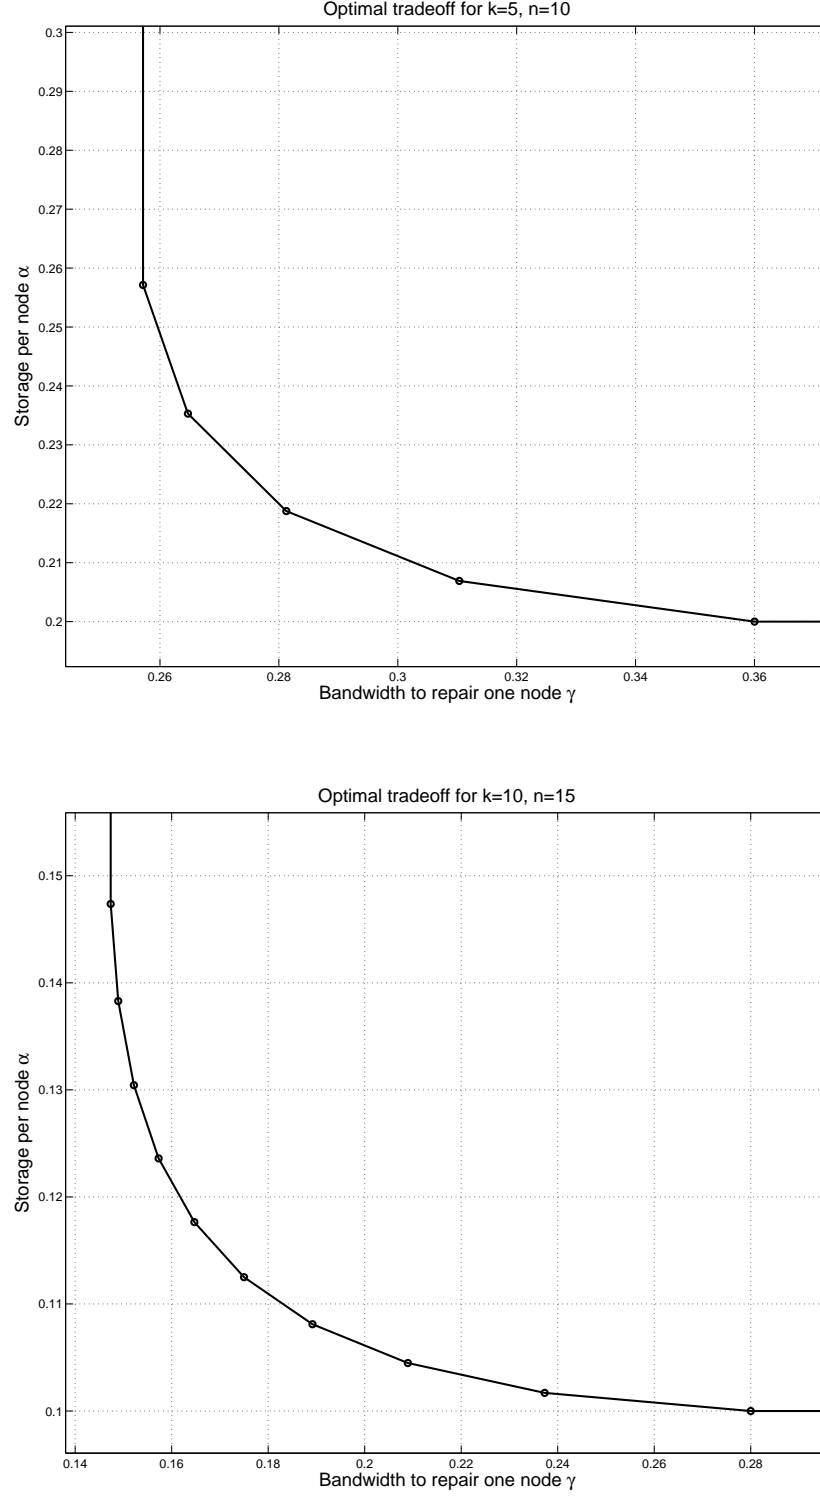 Optimal tradeoff for k=5, n=10
0.3
0.29
0.28
0.27
0.26
0.25
0.24
0.23
0.22
0.21
0.2
Storage per node α
0.26 0.28 0.3 0.32 0.34 0.36
Bandwidth to repair one node γ
Optimal tradeoff for k=10, n=15
0.15
0.14
0.13
0.12
0.11
0.1
Storage per node α
0.14 0.16 0.18 0.2 0.22 0.24 0.26 0.28
Bandwidth to repair one node γ